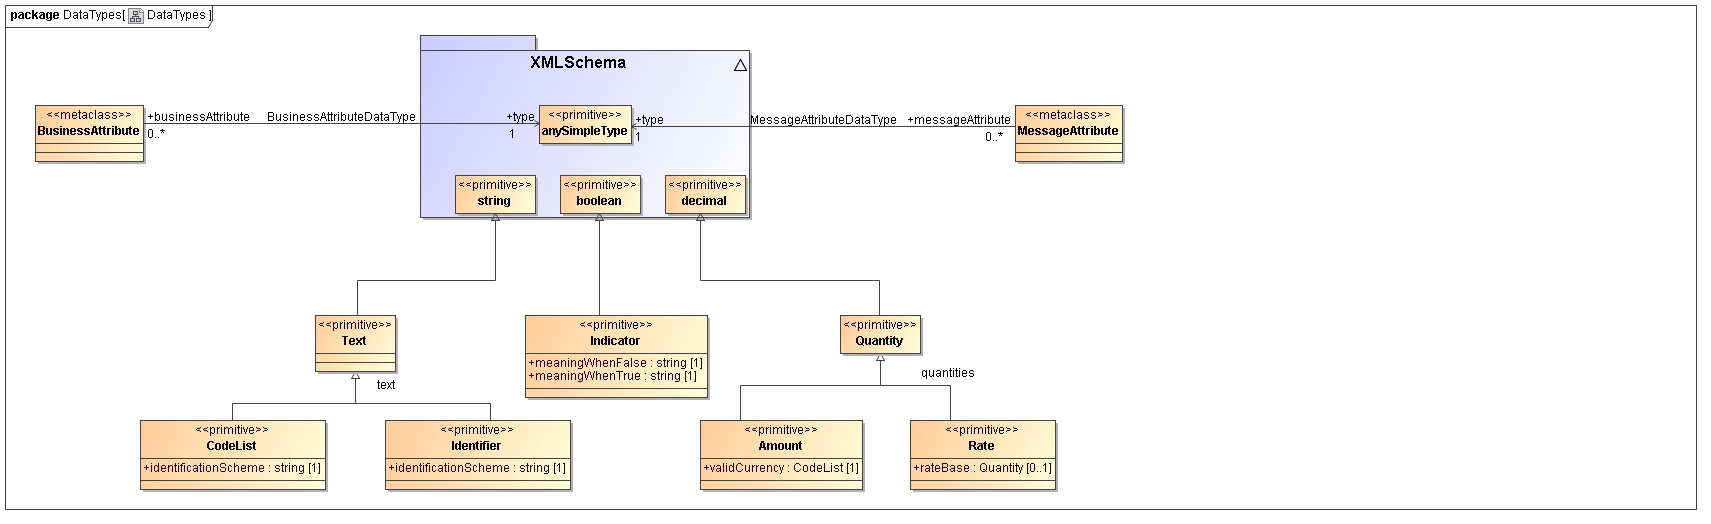 package DataTypes[ DataTypes ]
XMLSchema
<<metaclass>>
BusinessAttribute
+businessAttribute
0..*
BusinessAttributeDataType
+type
1
<<primitive>>
anySimpleType
+type
1
MessageAttributeDataType
+messageAttribute
0..*
<<metaclass>>
MessageAttribute
<<primitive>>
string
<<primitive>>
boolean
<<primitive>>
decimal
<<primitive>>
Text
<<primitive>>
Indicator
+meaningWhenFalse : string [1]
+meaningWhenTrue : string [1]
<<primitive>>
Quantity
text
quantities
<<primitive>>
CodeList
+identificationScheme : string [1]
<<primitive>>
Identifier
+identificationScheme : string [1]
<<primitive>>
Amount
+validCurrency : CodeList [1]
<<primitive>>
Rate
+rateBase : Quantity [0..1]